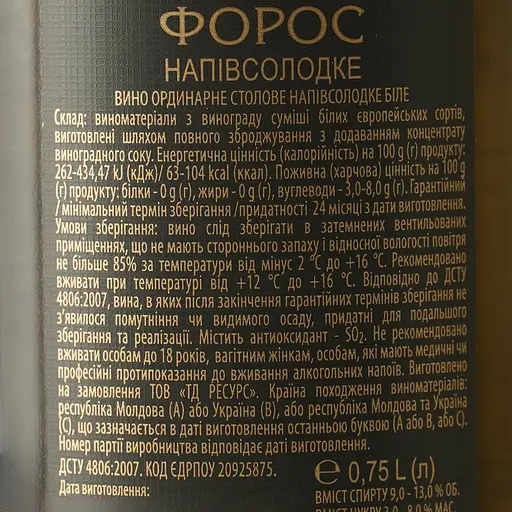 ФОРОС
НАПІВСОЛОДКЕ
ВИНО ОРДИНАРНЕ СТОЛОВЕ НАПІВСОЛОДКЕ БІЛЕ
Склад: виноматеріали з винограду суміші білих європейських сортів,
виготовлені шляхом повного зброджування з додаванням концентрату
виноградного соку. Енергетична цінність (калорійність) на 100 g (г) продукту:
262-434,47 kJ (кДж)/ 63-104 kcal (ккал). Поживна (харчова) цінність на 100 g
(г) продукту: білки - 0 g (г), жири - 0 g (г), вуглеводи - 3,0-8,0 g (г). Гарантійний
/ мінімальний термін зберігання /придатності 24 місяці з дати виготовлення.
Умови зберігання: вино слід зберігати в затемнених вентильованих
приміщеннях, що не мають стороннього запаху і відносної вологості повітря
не більше 85% за температури від мінус 2 °С до +16 °С. Рекомендовано
вживати при температурі від +12 °С до +16 °С. Відповідно до ДСТУ
4806:2007, вина, в яких після закінчення гарантійних термінів зберігання не
з’явилося помутніння чи видимого осаду, придатні для подальшого
зберігання та реалізації. Містить антиоксидант - SO₂. Не рекомендовано
вживати особам до 18 років, вагітним жінкам, особам, які мають медичні чи
професійні протипоказання до вживання алкогольних напоїв. Виготовлено
на замовлення ТОВ «ТД РЕСУРС». Країна походження виноматеріалів:
республіка Молдова (А) або Україна (В), або республіка Молдова та Україна
(С), що зазначається в даті виготовлення останньою буквою (А або В, або С).
Номер партії виробництва відповідає даті виготовлення.
ДСТУ 4806:2007. КОД ЄДРПОУ 20925875.
℮ 0,75 L (л)
Дата виготовлення:
ВМІСТ СПИРТУ 9,0 - 13,0 % ОБ.
ВМІСТ ЦУКРУ 3,0 - 8,0 % МАС.